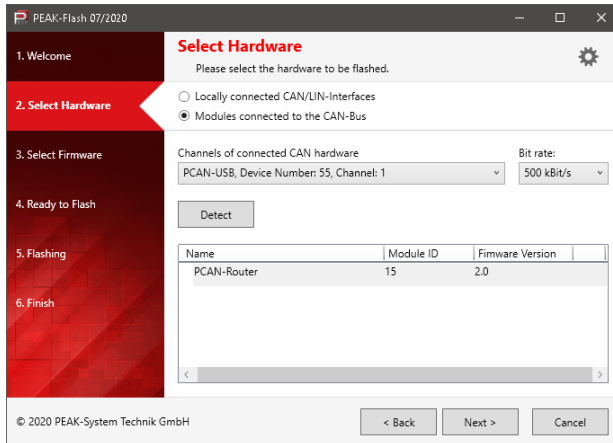 PEAK-Flash 07/2020
1. Welcome
2. Select Hardware
3. Select Firmware
4. Ready to Flash
5. Flashing
6. Finish
Select Hardware
Please select the hardware to be flashed.
Locally connected CAN/LIN-Interfaces
Modules connected to the CAN-Bus
Channels of connected CAN hardware
Bit rate:
PCAN-USB, Device Number: 55, Channel: 1
500 kBit/s
Detect
Name Module ID Fimware Version
PCAN-Router 15 2.0
© 2020 PEAK-System Technik GmbH
< Back Next > Cancel